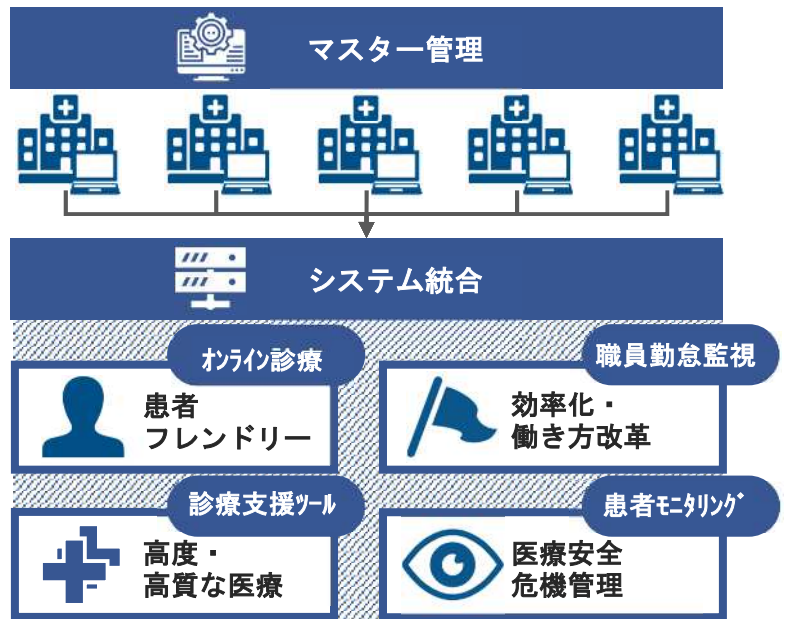 マスター管理
システム統合
オンライン診療
患者
フレンドリー
職員勤怠監視
効率化・
働き方改革
診療支援ツール
高度・
高質な医療
患者モニタリング
医療安全
危機管理